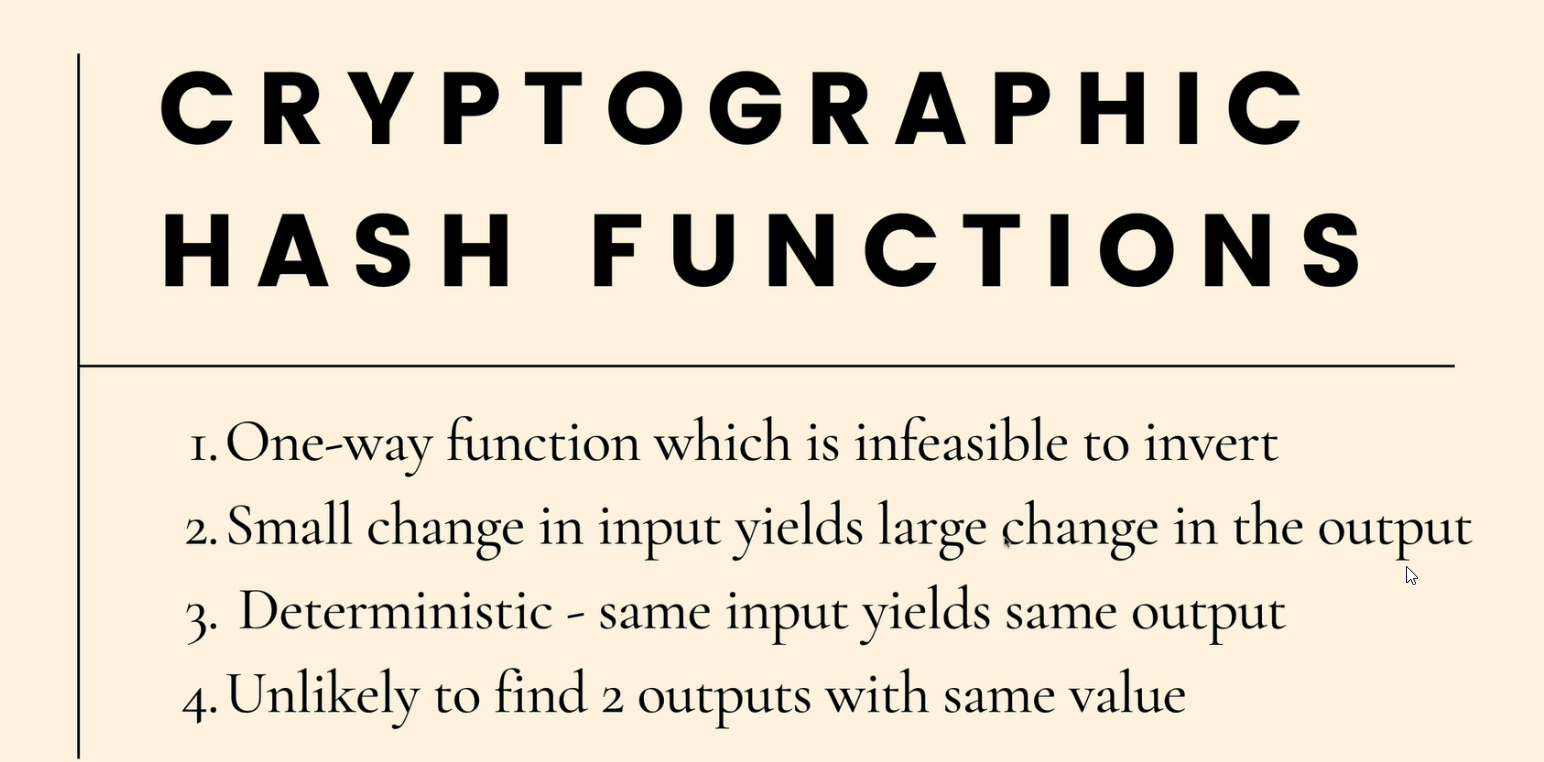 CRYPTOGRAPHIC
HASH FUNCTIONS
1. One-way function which is infeasible to invert
2. Small change in input yields large change in the output
3. Deterministic - same input yields same output
4. Unlikely to find 2 outputs with same value